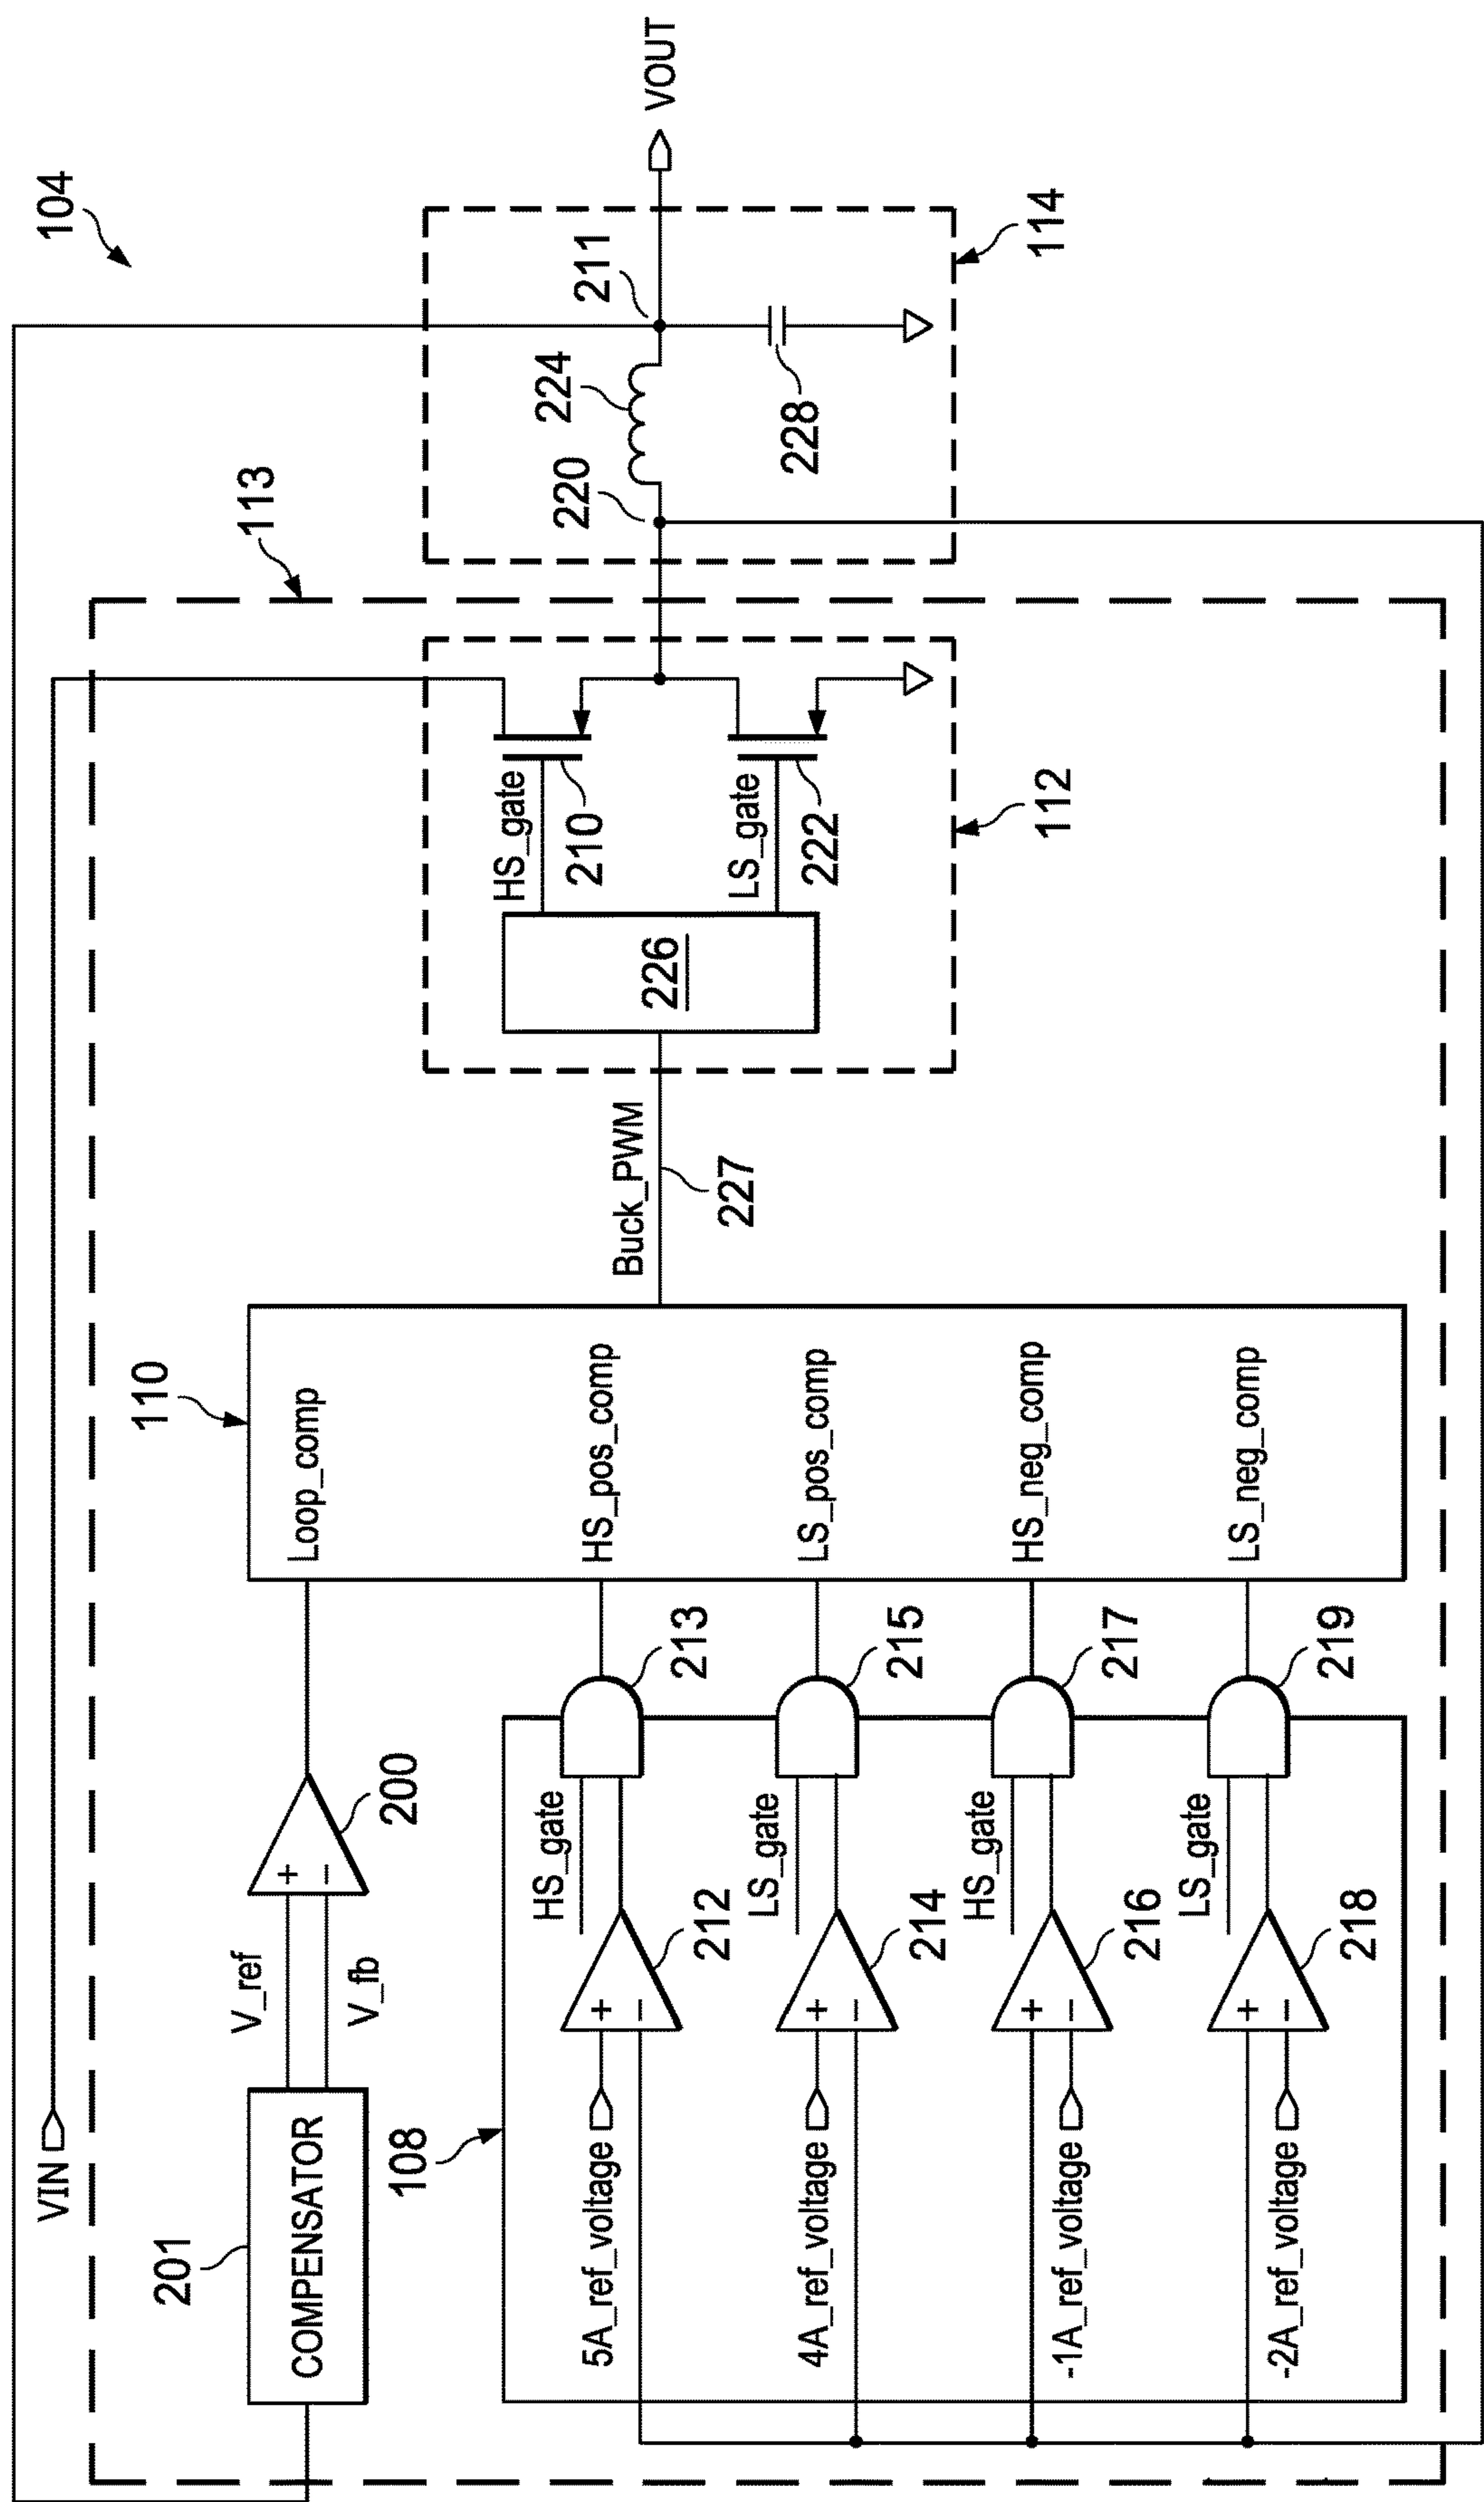 104
VIN
VOUT
113
201
COMPENSATOR
V_ref
V_fb
+
−
200
110
Loop_comp
HS_pos_comp
LS_pos_comp
HS_neg_comp
LS_neg_comp
108
5A_ref_voltage
+
−
212
HS_gate
213
4A_ref_voltage
+
−
214
LS_gate
215
-1A_ref_voltage
+
−
216
HS_gate
217
-2A_ref_voltage
+
−
218
LS_gate
219
Buck_PWM
227
226
HS_gate
210
LS_gate
222
112
220
224
211
228
114